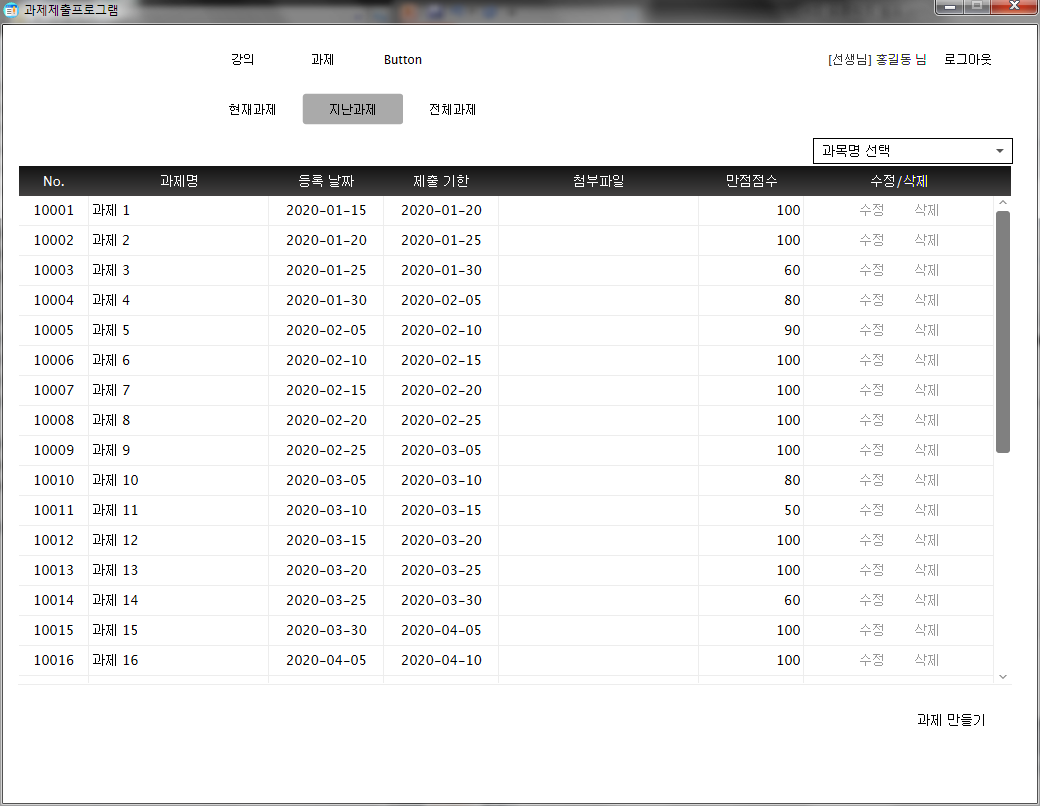 과제제출프로그램
강의 과제 Button [선생님] 홍길동 님 로그아웃
현재과제 지난과제 전체과제
과목명 선택
No. 과제명 등록 날짜 제출 기한 첨부파일 만점점수 수정/삭제
10001 과제 1 2020-01-15 2020-01-20 100 수정 삭제
10002 과제 2 2020-01-20 2020-01-25 100 수정 삭제
10003 과제 3 2020-01-25 2020-01-30 60 수정 삭제
10004 과제 4 2020-01-30 2020-02-05 80 수정 삭제
10005 과제 5 2020-02-05 2020-02-10 90 수정 삭제
10006 과제 6 2020-02-10 2020-02-15 100 수정 삭제
10007 과제 7 2020-02-15 2020-02-20 100 수정 삭제
10008 과제 8 2020-02-20 2020-02-25 100 수정 삭제
10009 과제 9 2020-02-25 2020-03-05 100 수정 삭제
10010 과제 10 2020-03-05 2020-03-10 80 수정 삭제
10011 과제 11 2020-03-10 2020-03-15 50 수정 삭제
10012 과제 12 2020-03-15 2020-03-20 100 수정 삭제
10013 과제 13 2020-03-20 2020-03-25 100 수정 삭제
10014 과제 14 2020-03-25 2020-03-30 60 수정 삭제
10015 과제 15 2020-03-30 2020-04-05 100 수정 삭제
10016 과제 16 2020-04-05 2020-04-10 100 수정 삭제
과제 만들기